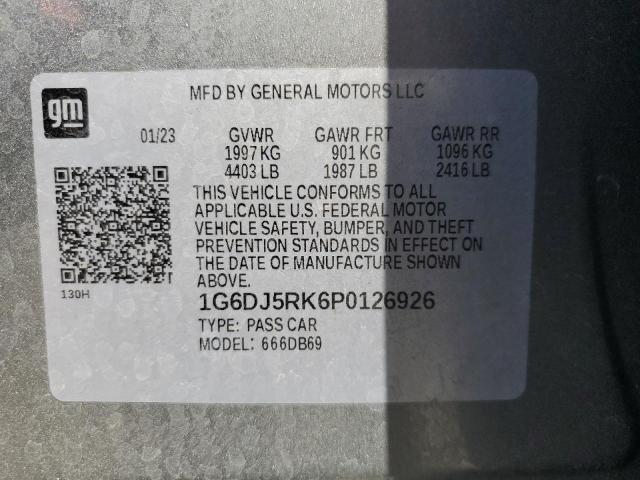 gm
MFD BY GENERAL MOTORS LLC
01/23 GVWR GAWR FRT GAWR RR
1997 KG 901 KG 1096 KG
4403 LB 1987 LB 2416 LB
THIS VEHICLE CONFORMS TO ALL
APPLICABLE U.S. FEDERAL MOTOR
VEHICLE SAFETY, BUMPER, AND THEFT
PREVENTION STANDARDS IN EFFECT ON
THE DATE OF MANUFACTURE SHOWN
ABOVE.
130H
1G6DJ5RK6P0126926
TYPE: PASS CAR
MODEL: 666DB69